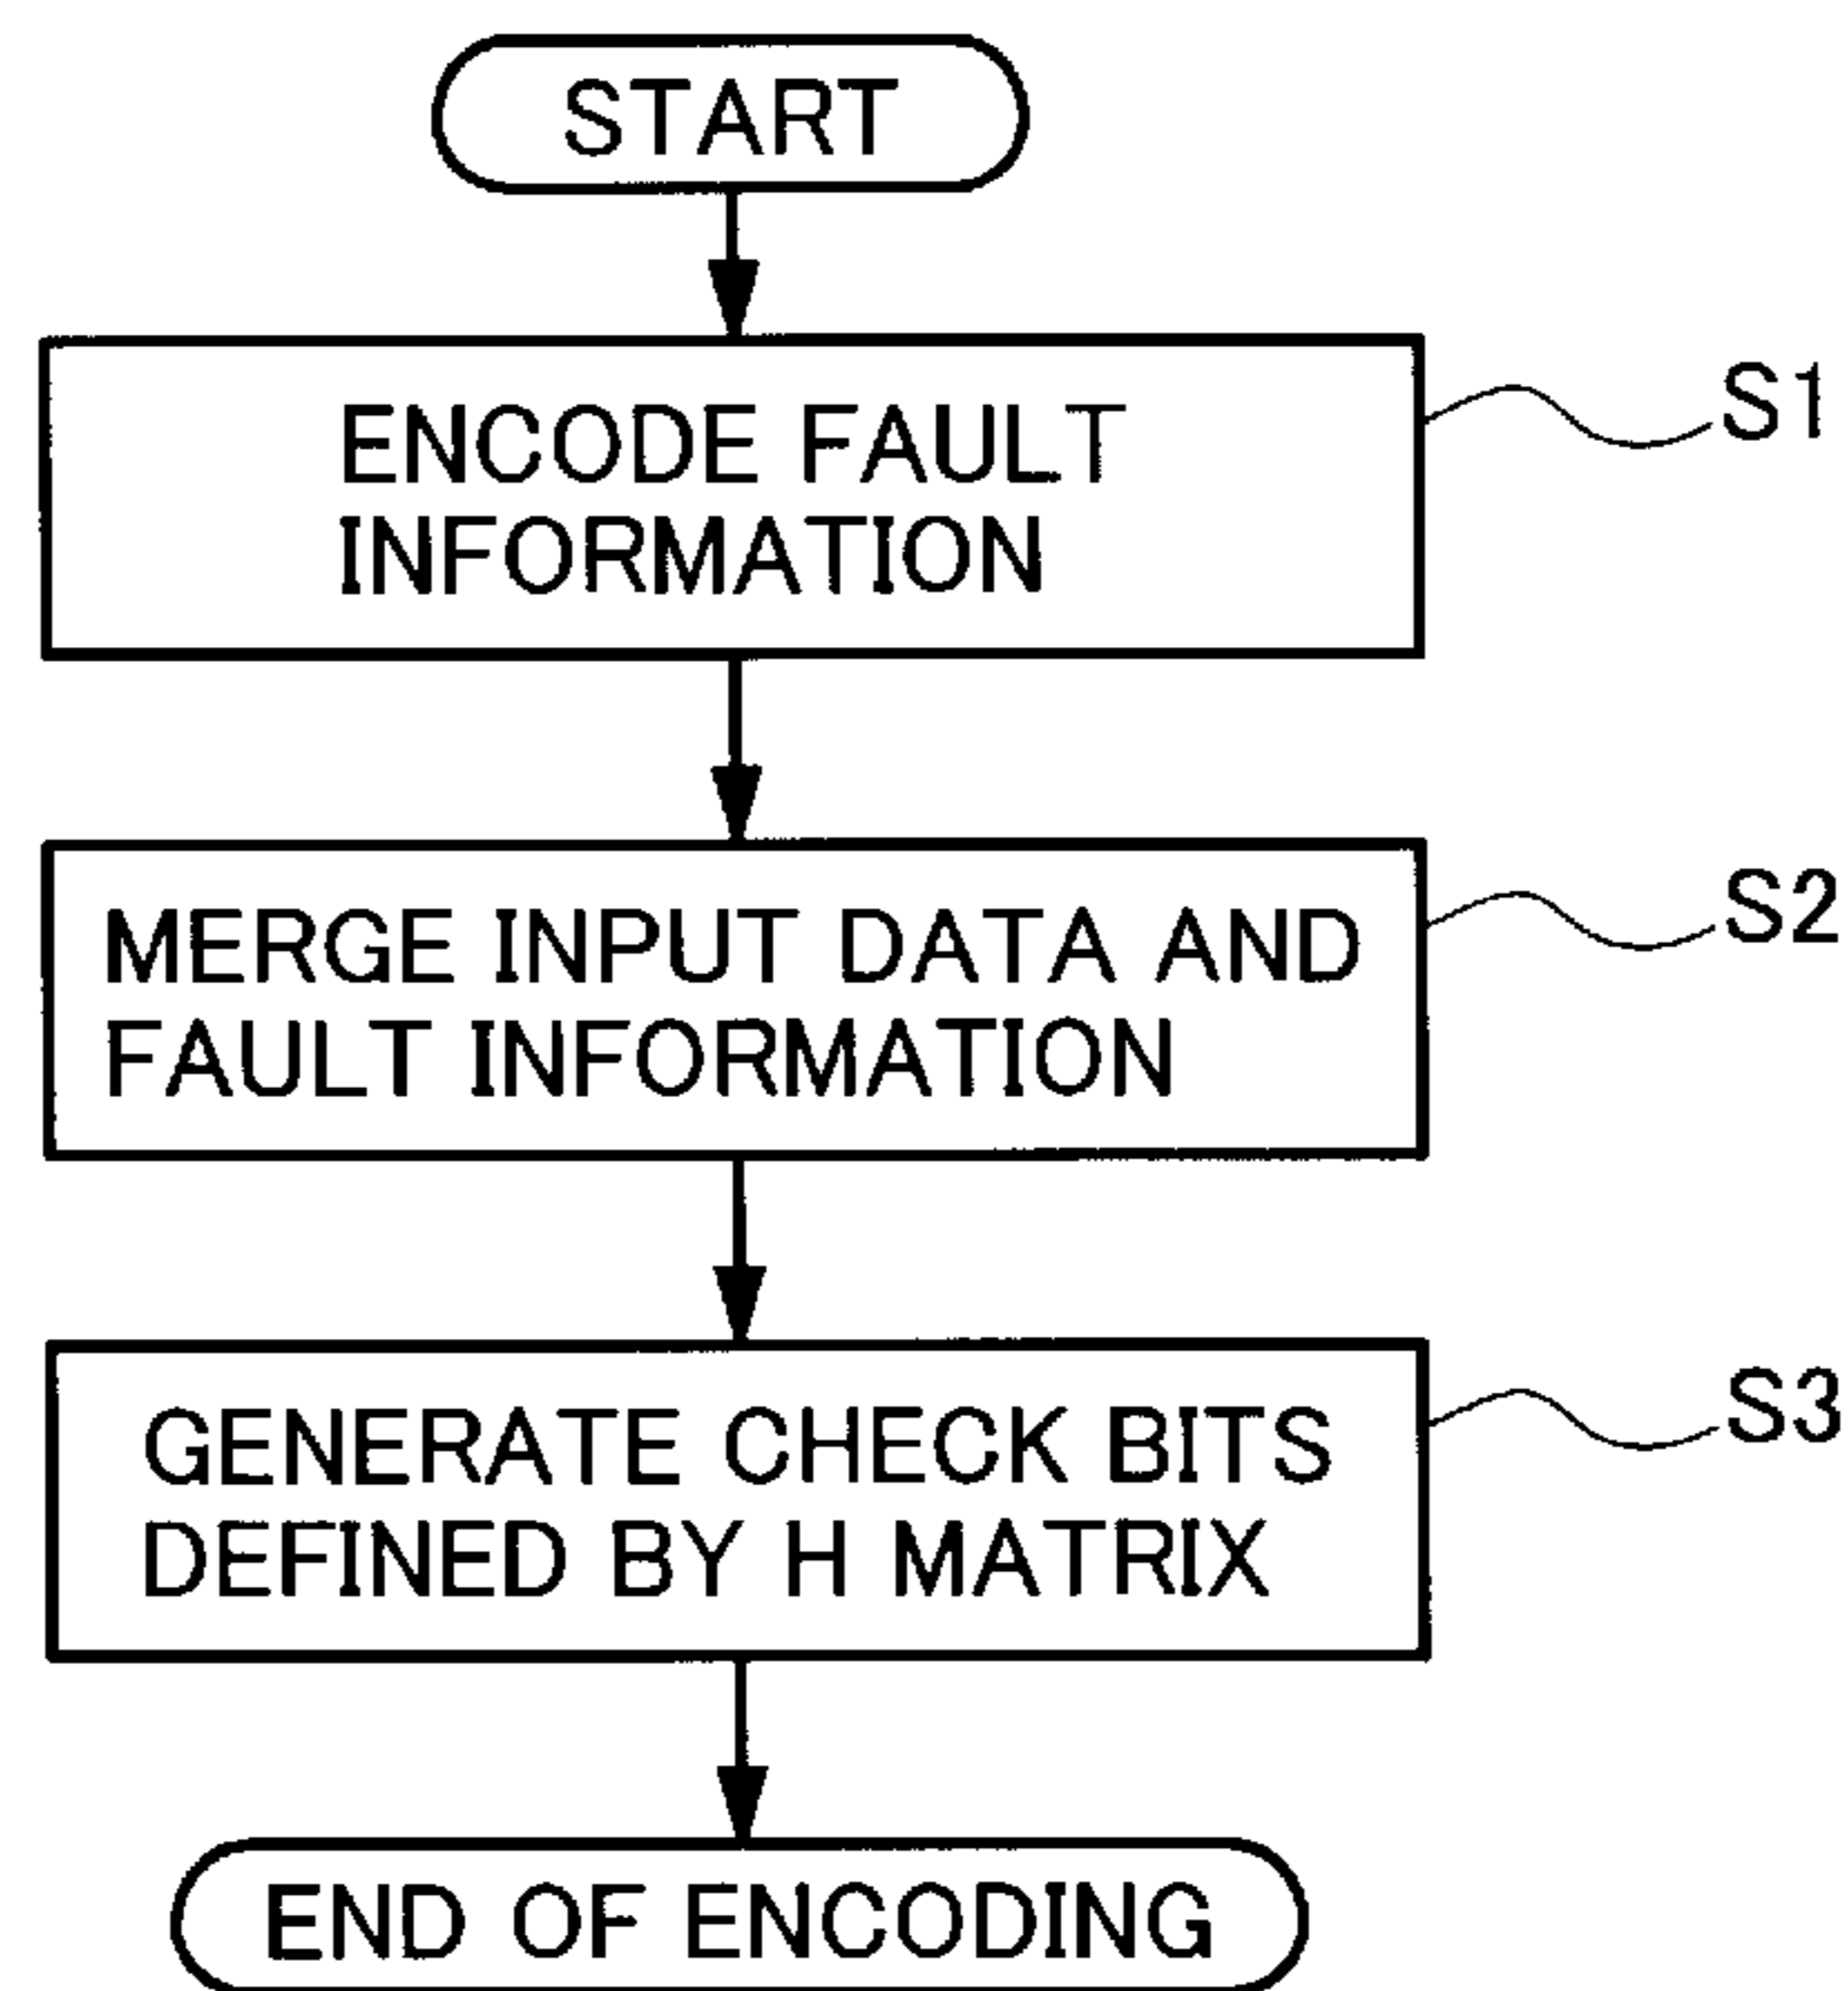 START
ENCODE FAULT
INFORMATION
S1
MERGE INPUT DATA AND
FAULT INFORMATION
S2
GENERATE CHECK BITS
DEFINED BY H MATRIX
S3
END OF ENCODING